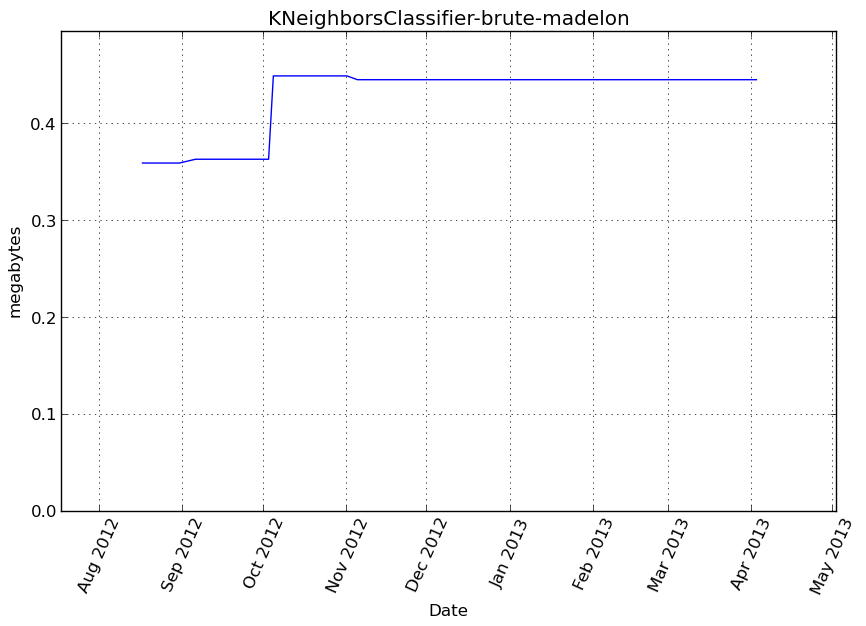 KNeighborsClassifier-brute-madelon
megabytes
0.4
0.3
0.2
0.1
0.0
Aug 2012
Sep 2012
Oct 2012
Nov 2012
Dec 2012
Jan 2013
Feb 2013
Mar 2013
Apr 2013
May 2013
Date